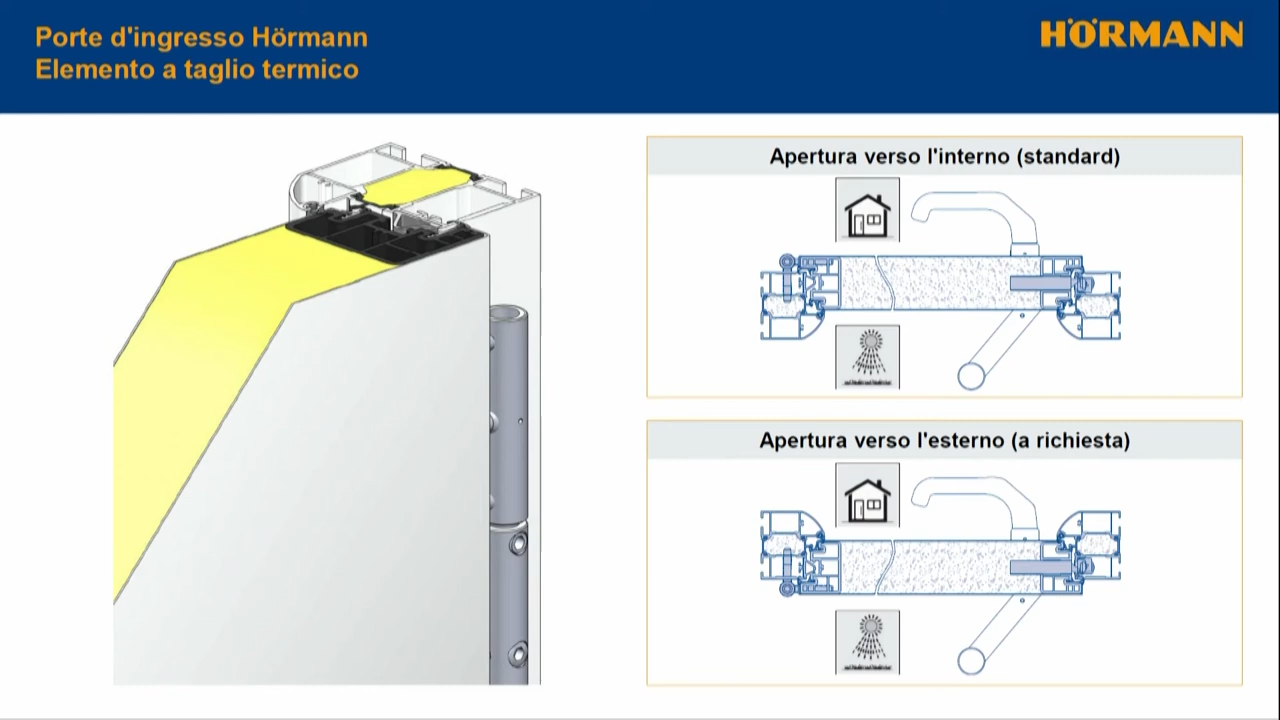 Porte d'ingresso Hörmann
Elemento a taglio termico
HÖRMANN
Apertura verso l'interno (standard)
Apertura verso l'esterno (a richiesta)